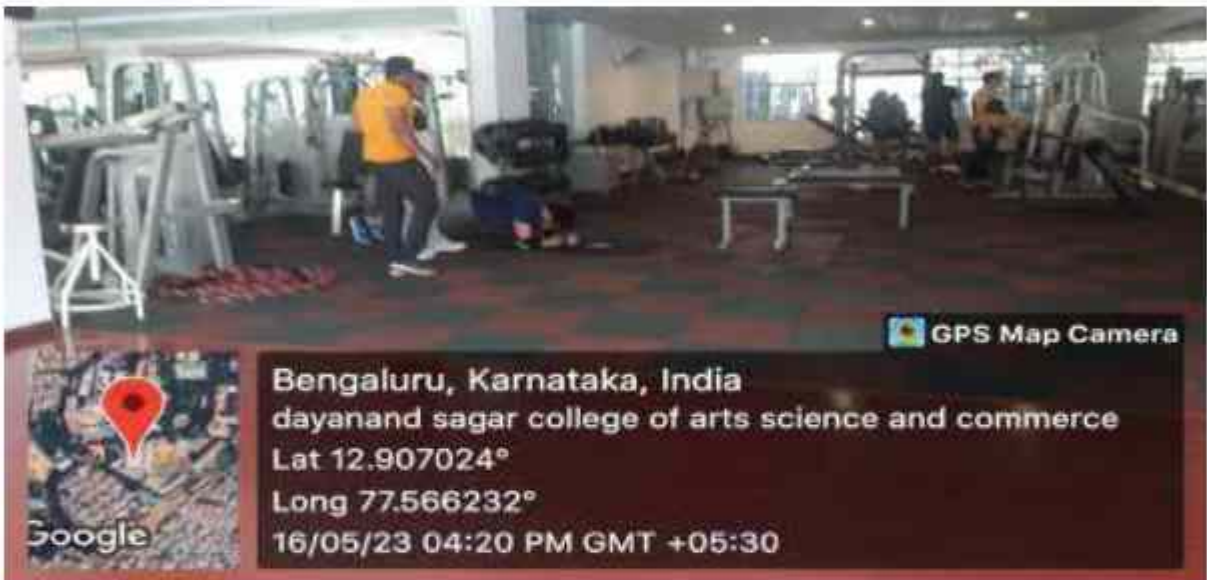 GPS Map Camera
Bengaluru, Karnataka, India
dayanand sagar college of arts science and commerce
Lat 12.907024°
Long 77.566232°
16/05/23 04:20 PM GMT +05:30
Google